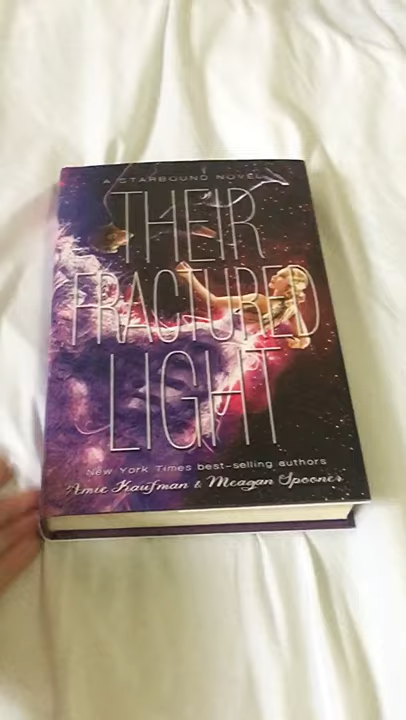 A STARBOUND NOVEL
THEIR
FRACTURED
LIGHT
New York Times best-selling authors
Amie Kaufman & Meagan Spooner